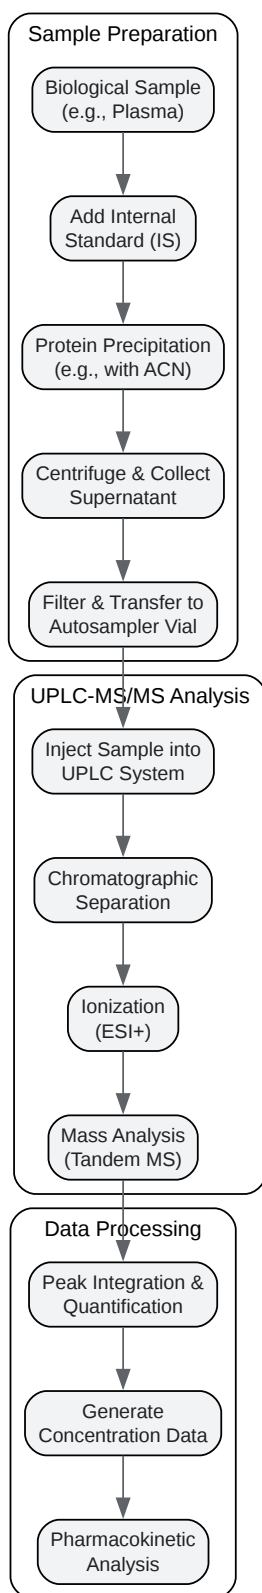 Sample Preparation
Biological Sample
(e.g., Plasma)
Add Internal
Standard (IS)
Protein Precipitation
(e.g., with ACN)
Centrifuge & Collect
Supernatant
Filter & Transfer to
Autosampler Vial
UPLC-MS/MS Analysis
Inject Sample into
UPLC System
Chromatographic
Separation
Ionization
(ESI+)
Mass Analysis
(Tandem MS)
Data Processing
Peak Integration &
Quantification
Generate
Concentration Data
Pharmacokinetic
Analysis